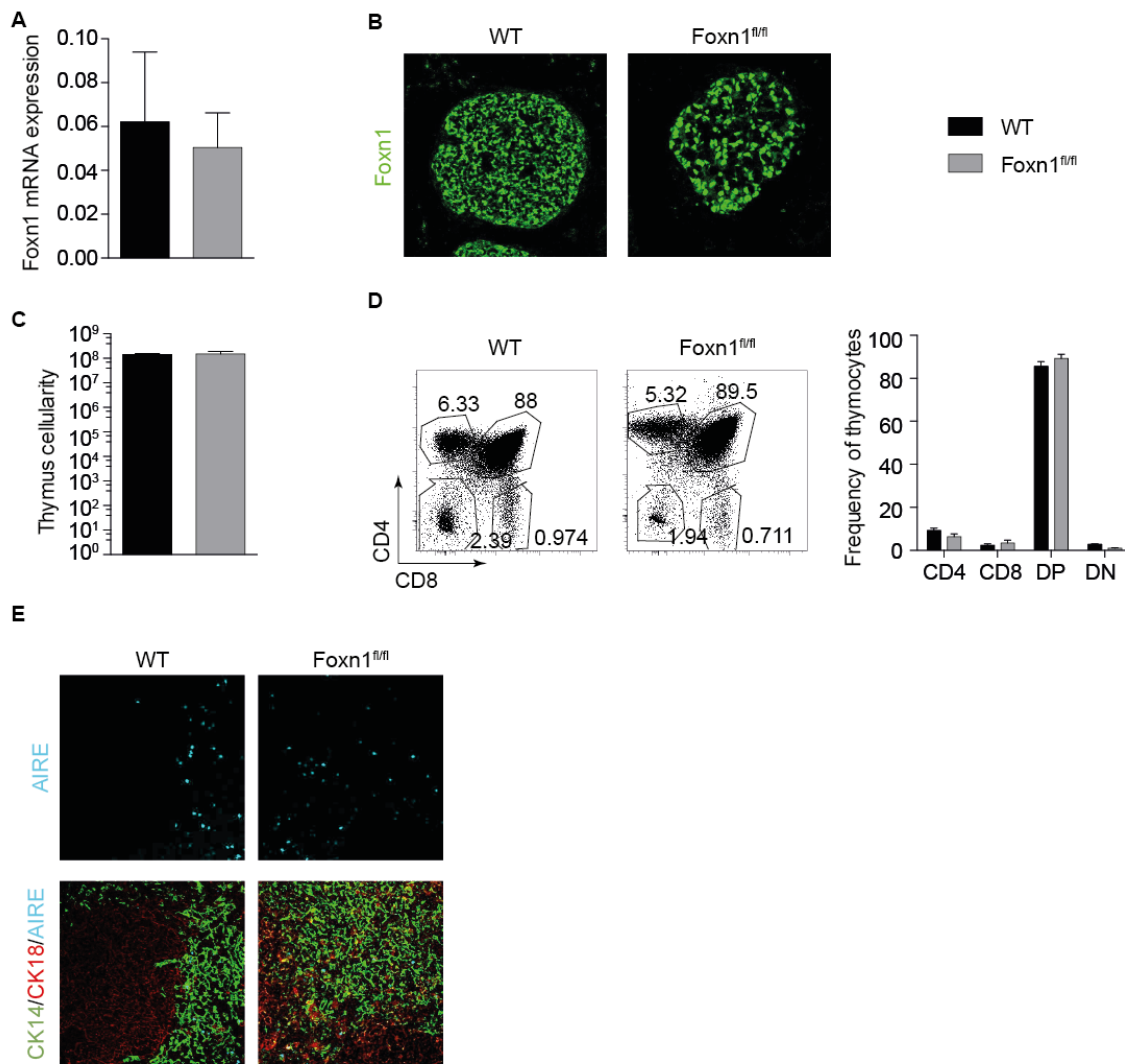 A
Foxn1 mRNA expression
0.10
0.08
0.06
0.04
0.02
0.00
B
WT
Foxn1fl/fl
Foxn1
WT
Foxn1fl/fl
C
Thymus cellularity
10⁹
10⁸
10⁷
10⁶
10⁵
10⁴
10³
10²
10¹
10⁰
D
WT
Foxn1fl/fl
6.33
88
2.39
0.974
5.32
89.5
1.94
0.711
CD4
CD8
Frequency of thymocytes
100
80
60
40
20
0
CD4 CD8 DP DN
E
WT
Foxn1fl/fl
AIRE
CK14/CK18/AIRE